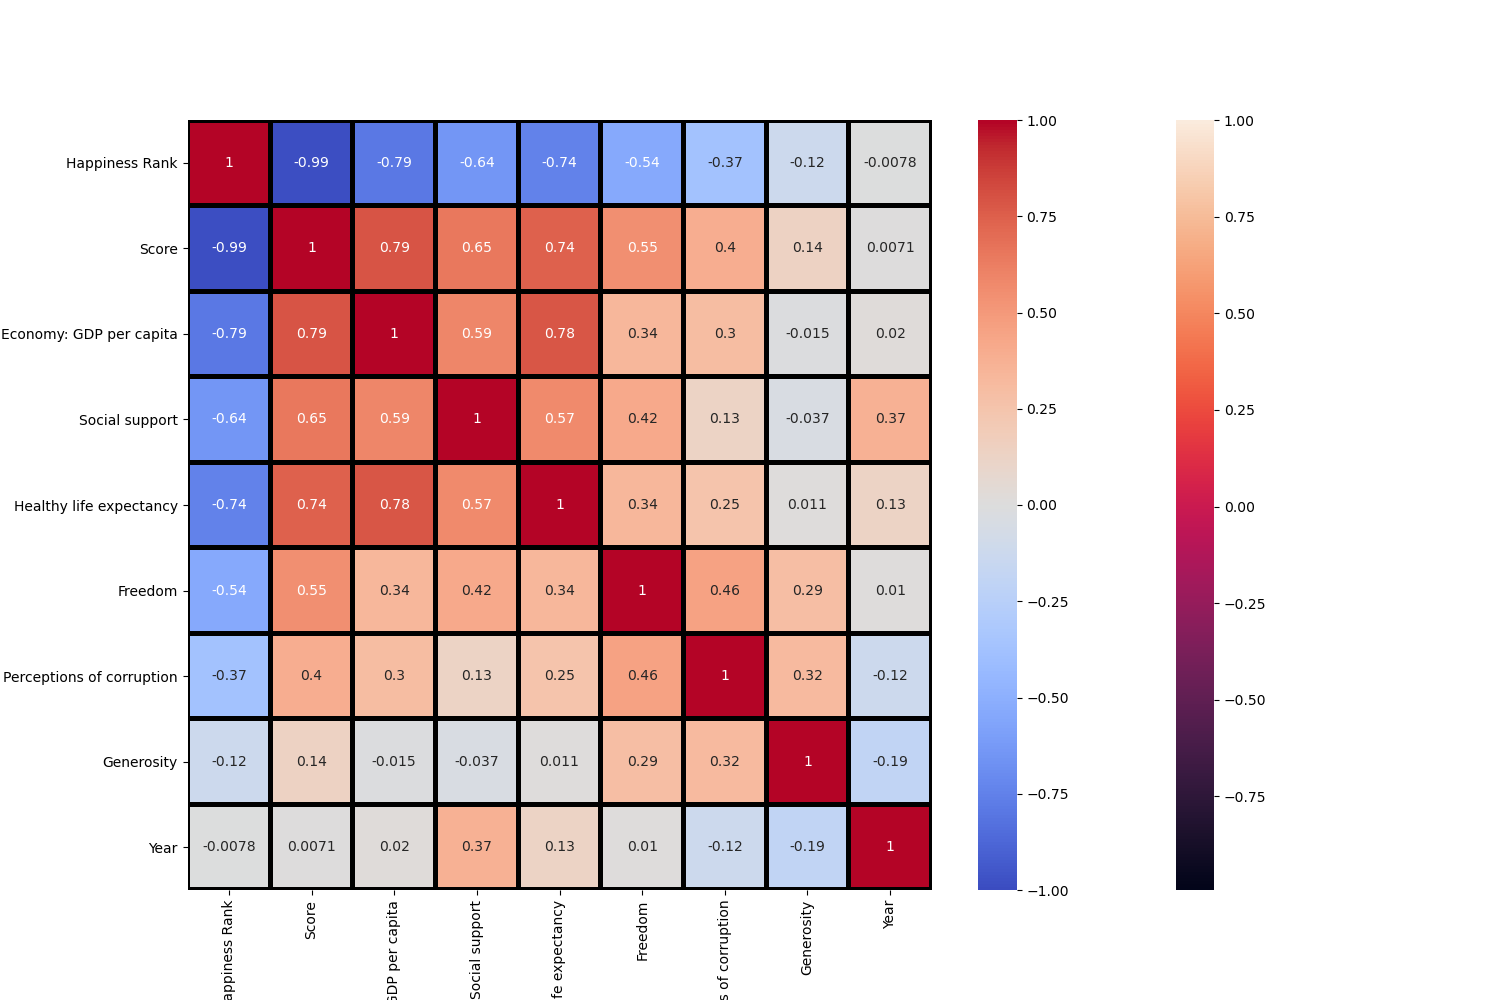 Happiness Rank 1 -0.99 -0.79 -0.64 -0.74 -0.54 -0.37 -0.12 -0.0078
Score -0.99 1 0.79 0.65 0.74 0.55 0.4 0.14 0.0071
Economy: GDP per capita -0.79 0.79 1 0.59 0.78 0.34 0.3 -0.015 0.02
Social support -0.64 0.65 0.59 1 0.57 0.42 0.13 -0.037 0.37
Healthy life expectancy -0.74 0.74 0.78 0.57 1 0.34 0.25 0.011 0.13
Freedom -0.54 0.55 0.34 0.42 0.34 1 0.46 0.29 0.01
Perceptions of corruption -0.37 0.4 0.3 0.13 0.25 0.46 1 0.32 -0.12
Generosity -0.12 0.14 -0.015 -0.037 0.011 0.29 0.32 1 -0.19
Year -0.0078 0.0071 0.02 0.37 0.13 0.01 -0.12 -0.19 1
appiness Rank
Score
GDP per capita
Social support
fe expectancy
Freedom
s of corruption
Generosity
Year
1.00
0.75
0.50
0.25
0.00
−0.25
−0.50
−0.75
−1.00
1.00
0.75
0.50
0.25
0.00
−0.25
−0.50
−0.75